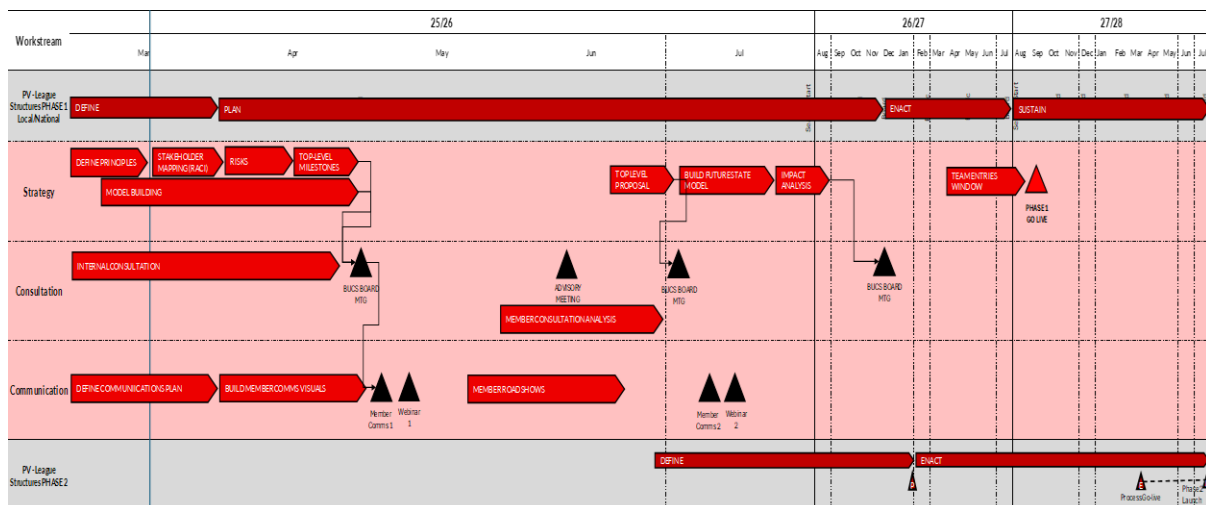 25/26
26/27
27/28
Workstream
Mar
Apr
May
Jun
Jul
Aug
Sep
Oct
Nov
Dec
Jan
Feb
Mar
Apr
May
Jun
Jul
Aug
Sep
Oct
Nov
Dec
Jan
Feb
Mar
Apr
May
Jun
Jul
PV - League
Structures PHASE 1
Local/National
DEFINE
PLAN
ENACT
SUSTAIN
Strategy
DEFINE PRINCIPLES
STAKEHOLDER
MAPPING (RACI)
RISKS
TOP-LEVEL
MILESTONES
MODEL BUILDING
TOP LEVEL
PROPOSAL
BUILD FUTURE STATE
MODEL
IMPACT
ANALYSIS
TEAM ENTRIES
WINDOW
PHASE 1
GO LIVE
Consultation
INTERNAL CONSULTATION
BUCS BOARD
MTG
ADVISORY
MEETING
BUCS BOARD
MTG
BUCS BOARD
MTG
MEMBER CONSULTATION ANALYSIS
Communication
DEFINE COMMUNICATIONS PLAN
BUILD MEMBER COMMS VISUALS
Member
Comms 1
Webinar
1
MEMBER ROADSHOWS
Member
Comms 2
Webinar
2
PV - League
Structures PHASE 2
DEFINE
ENACT
P
E
Process Go-live
Phase 2
Launch